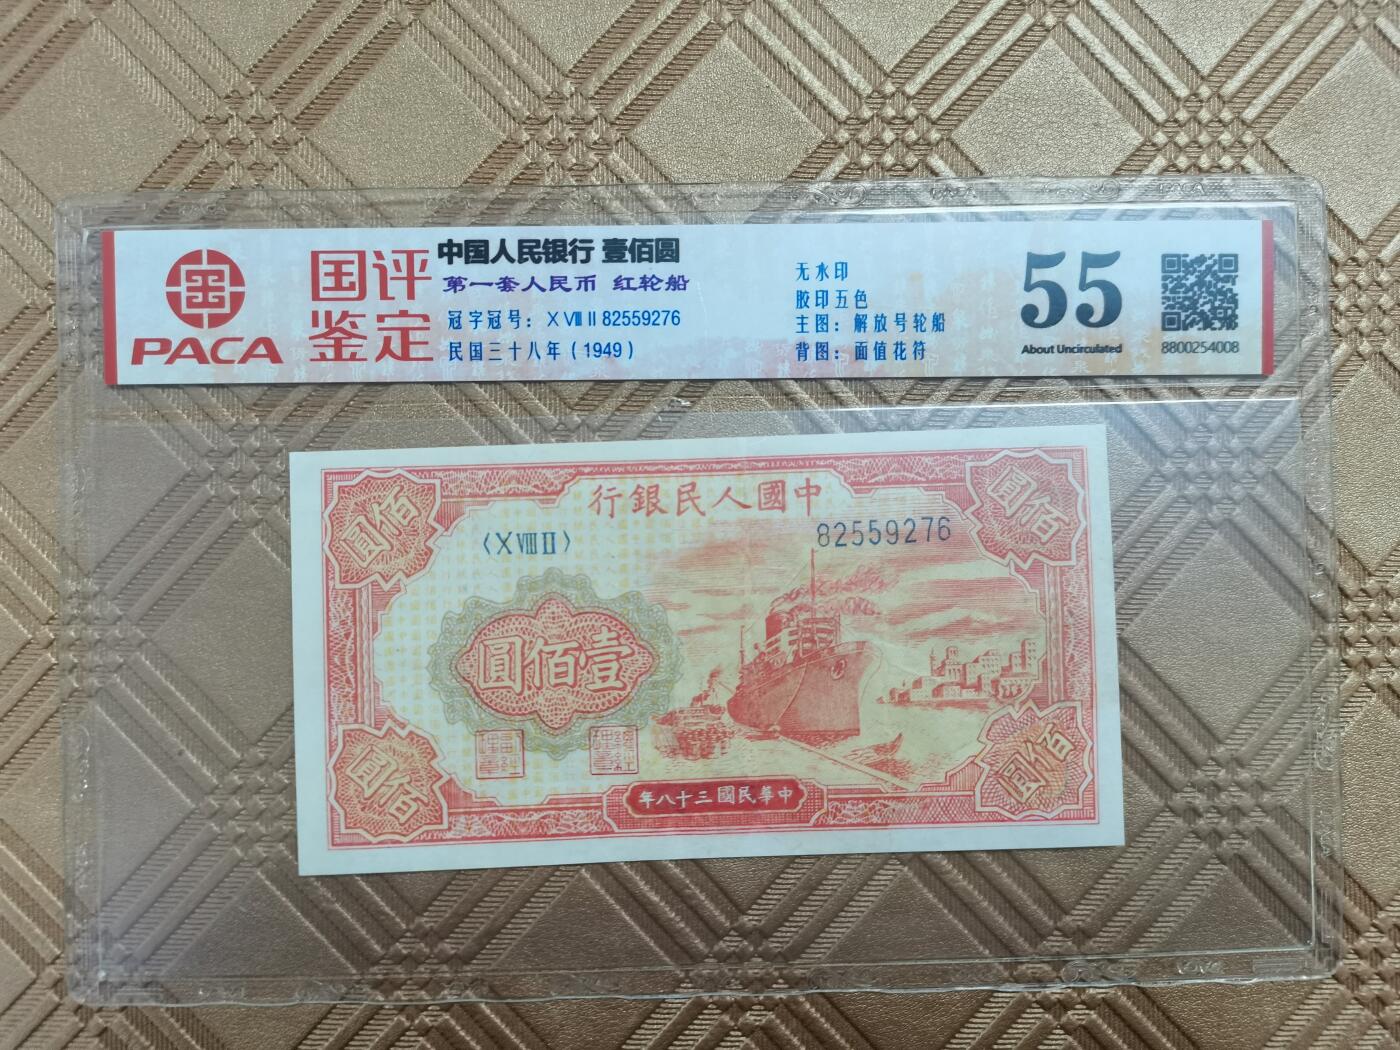 PACA
国评
鉴定
PACA
中国人民银行 壹佰圆
第一套人民币 红轮船
冠字冠号：ⅩⅧⅡ82559276
民国三十八年（1949）
无水印
胶印五色
主图：解放号轮船
背图：面值花符
55
About Uncirculated
8800254008
行銀民人國中
〈ⅩⅧⅡ〉
82559276
圓佰
圓佰
圓佰壹
圓佰
圓佰
年八十三國民華中